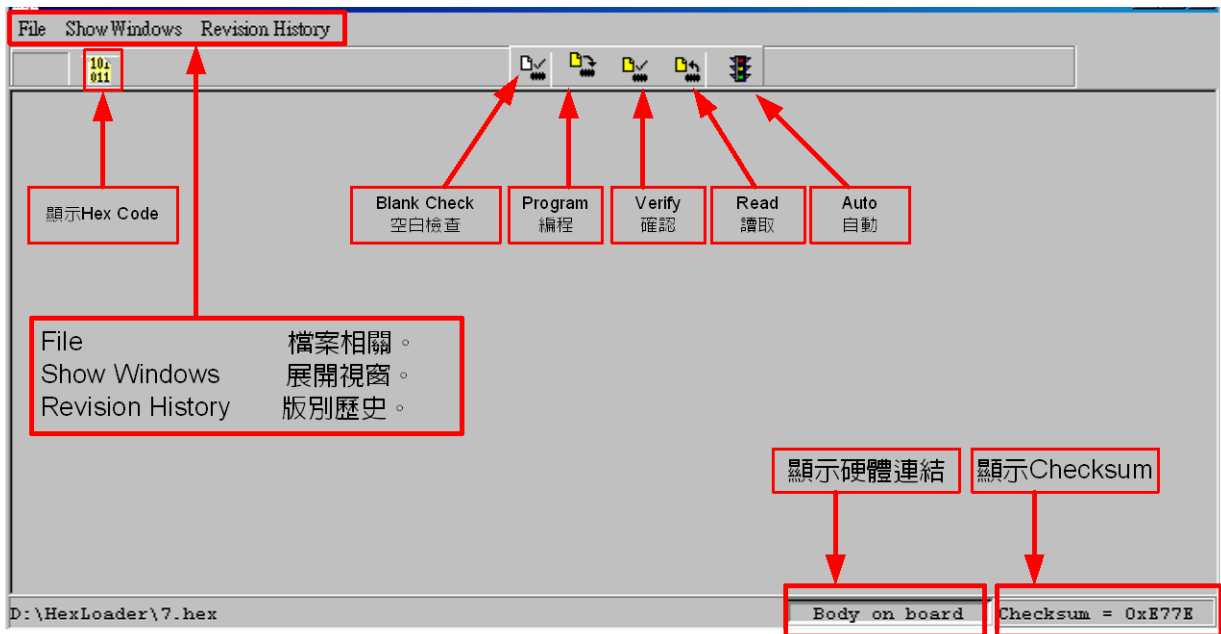 File Show Windows Revision History
101
011
顯示Hex Code
Blank Check
空白檢查
Program
編程
Verify
確認
Read
讀取
Auto
自動
File 檔案相關。
Show Windows 展開視窗。
Revision History 版別歷史。
顯示硬體連結
顯示Checksum
D:\HexLoader\7.hex
Body on board
Checksum = 0xE77E